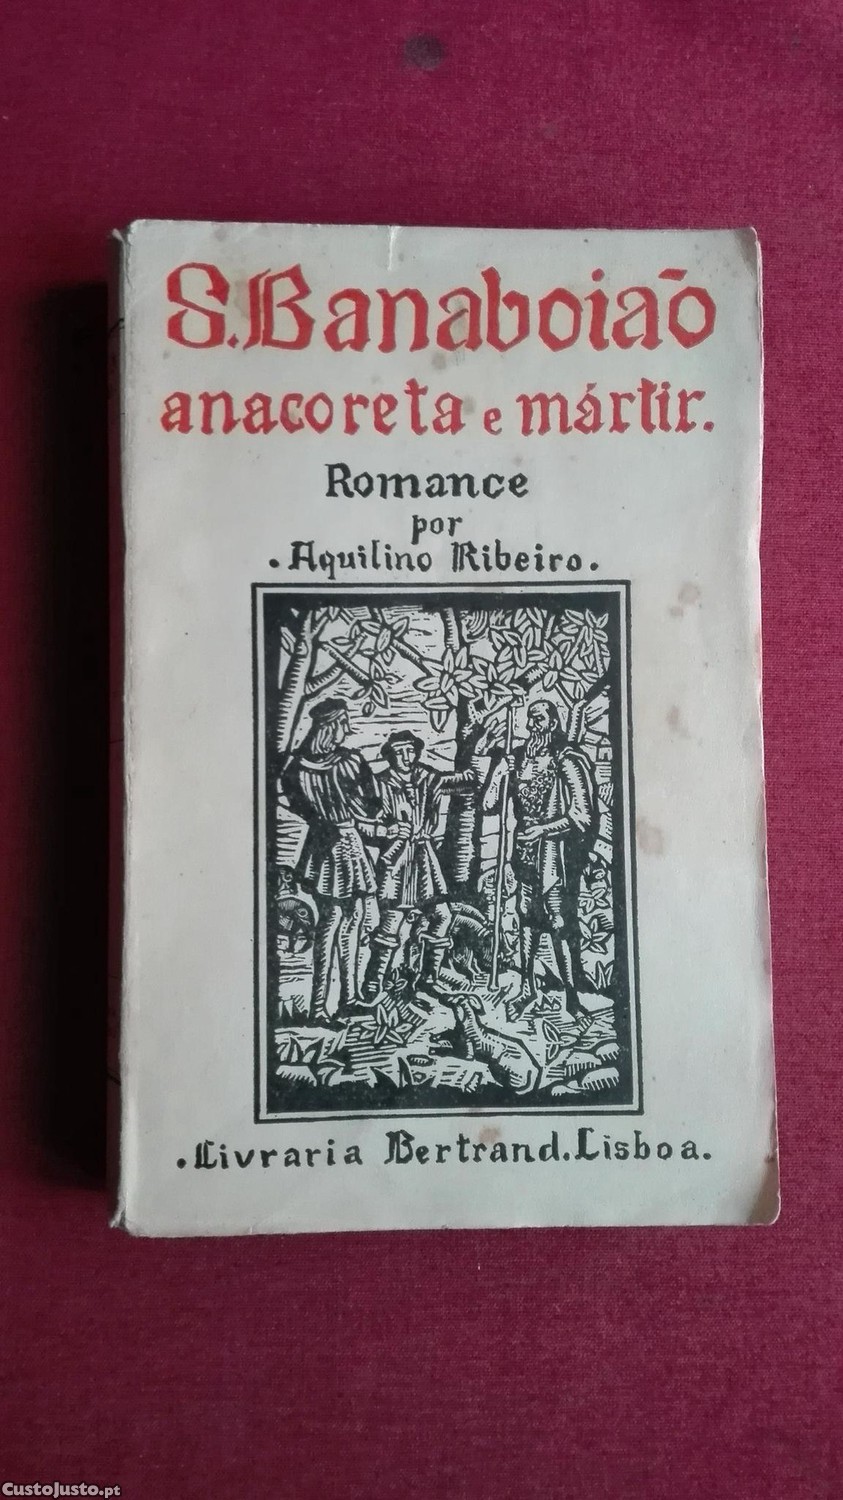 S. Banaboião
anacoreta e mártir.
Romance
por
. Aquilino Ribeiro.
. Livraria Bertrand. Lisboa.
CustoJusto.pt